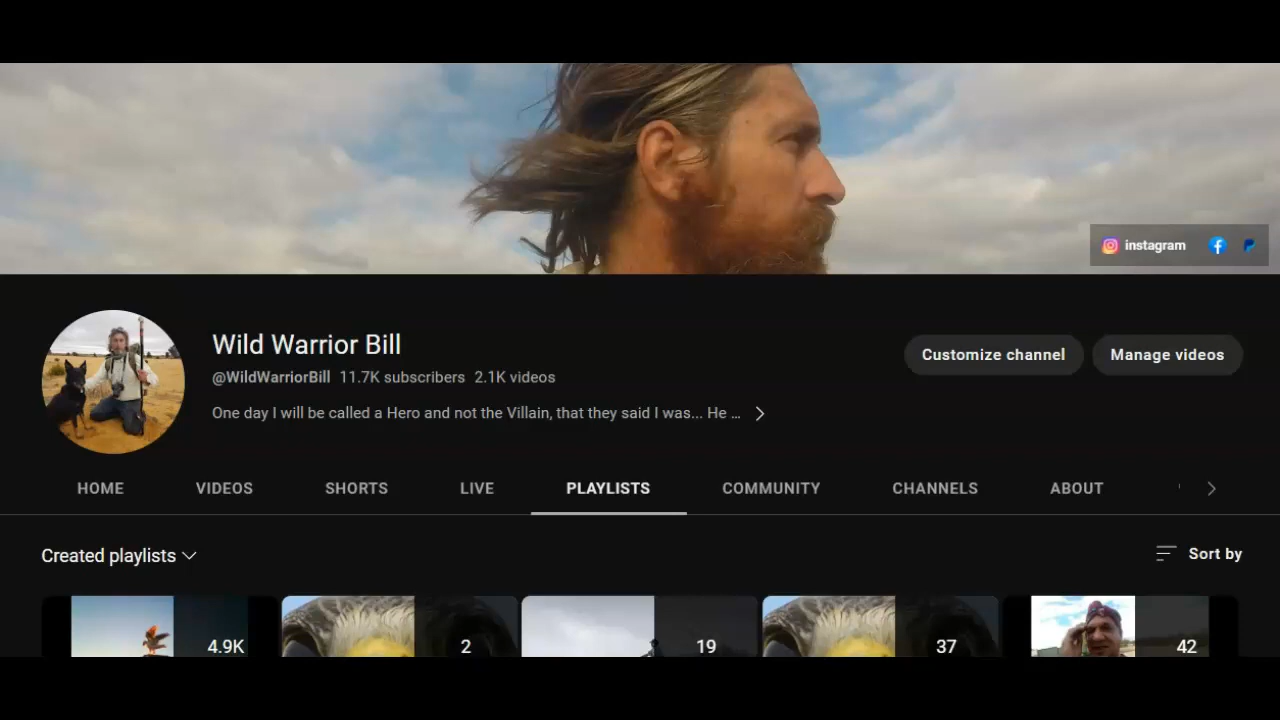 instagram
Wild Warrior Bill
Customize channel
Manage videos
@WildWarriorBill 11.7K subscribers 2.1K videos
One day I will be called a Hero and not the Villain, that they said I was... He ...
HOME VIDEOS SHORTS LIVE PLAYLISTS COMMUNITY CHANNELS ABOUT
Created playlists
Sort by
4.9K 2 19 37 42